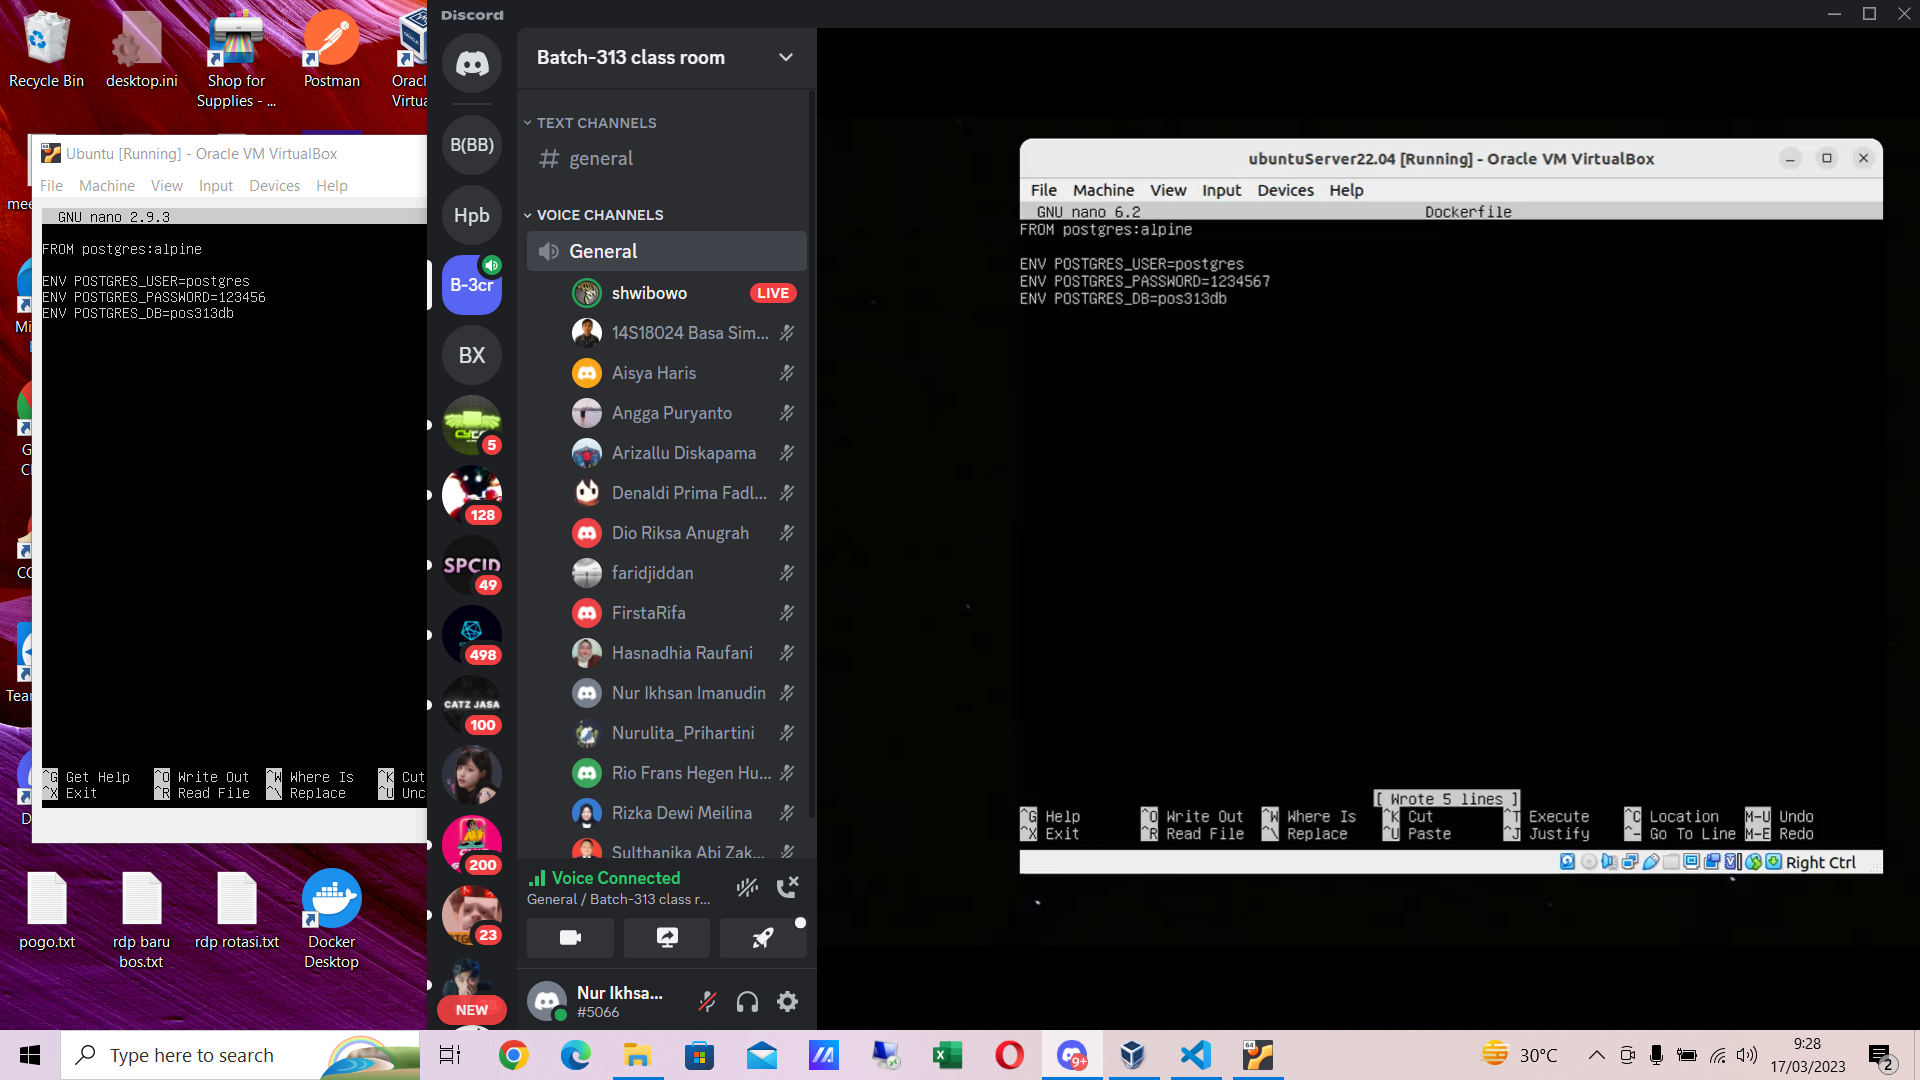 Recycle Bin
desktop.ini
Shop for
Supplies - ...
Postman
Oracl
Virtua
Ubuntu [Running] - Oracle VM VirtualBox
File Machine View Input Devices Help
GNU nano 2.9.3
FROM postgres:alpine
ENV POSTGRES_USER=postgres
ENV POSTGRES_PASSWORD=123456
ENV POSTGRES_DB=pos313db
^G Get Help ^O Write Out ^W Where Is ^K Cut
^X Exit ^R Read File ^\ Replace ^U Unc
mee
Mi
G
Cl
CC
Tear
D
pogo.txt
rdp baru
bos.txt
rdp rotasi.txt
Docker
Desktop
Discord
B(BB)
Hpb
B-3cr
BX
5
128
SPCID
49
498
CATZ JASA
100
200
23
NEW
Batch-313 class room
TEXT CHANNELS
general
VOICE CHANNELS
General
shwibowo LIVE
14S18024 Basa Sim...
Aisya Haris
Angga Puryanto
Arizallu Diskapama
Denaldi Prima Fadl...
Dio Riksa Anugrah
faridjiddan
FirstaRifa
Hasnadhia Raufani
Nur Ikhsan Imanudin
Nurulita_Prihartini
Rio Frans Hegen Hu...
Rizka Dewi Meilina
Sulthanika Abi Zak...
Voice Connected
General / Batch-313 class r...
Nur Ikhsa...
#5066
ubuntuServer22.04 [Running] - Oracle VM VirtualBox
File Machine View Input Devices Help
GNU nano 6.2 Dockerfile
FROM postgres:alpine
ENV POSTGRES_USER=postgres
ENV POSTGRES_PASSWORD=1234567
ENV POSTGRES_DB=pos313db
[ Wrote 5 lines ]
^G Help ^O Write Out ^W Where Is ^K Cut ^T Execute ^C Location M-U Undo
^X Exit ^R Read File ^\ Replace ^U Paste ^J Justify ^_ Go To Line M-E Redo
Right Ctrl
Type here to search
9+
64
30°C
9:28
17/03/2023
2